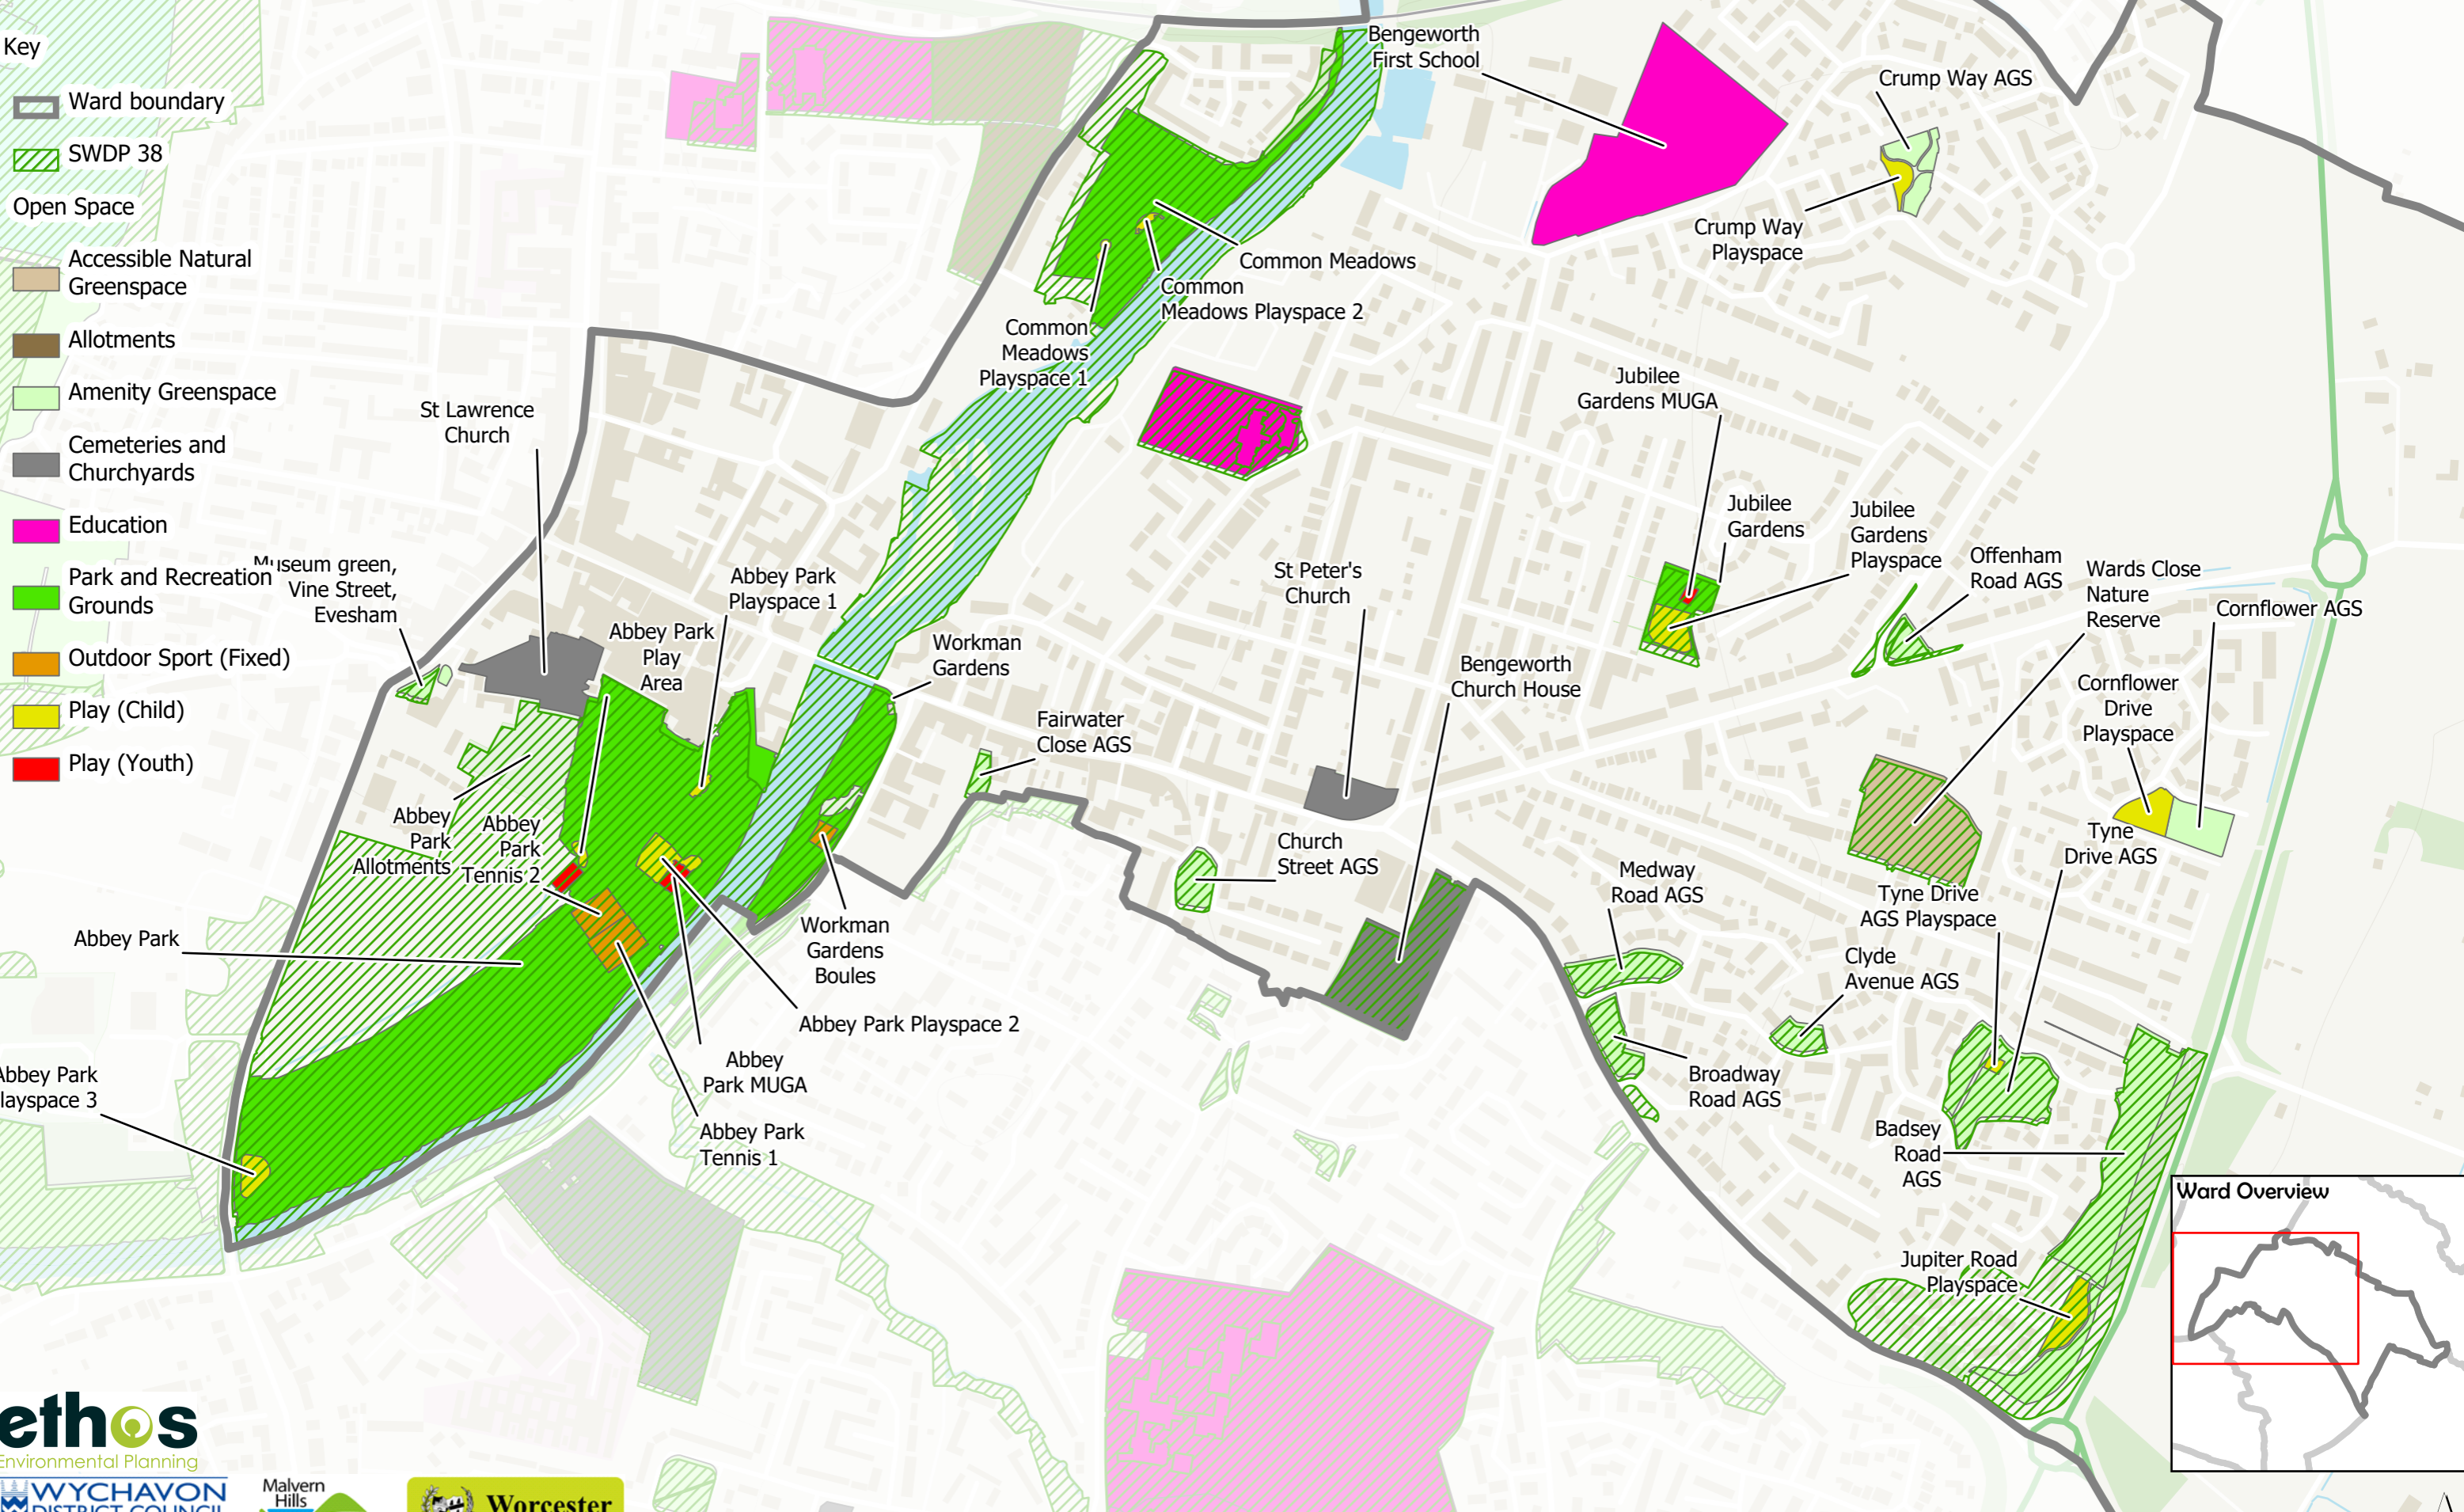 Key
Ward boundary
SWDP 38
Open Space
Accessible Natural
Greenspace
Allotments
Amenity Greenspace
Cemeteries and
Churchyards
Education
Park and Recreation
Grounds
Outdoor Sport (Fixed)
Play (Child)
Play (Youth)
Bengeworth
First School
Crump Way AGS
Crump Way
Playspace
Common Meadows
Common
Meadows Playspace 2
Common
Meadows
Playspace 1
St Lawrence
Church
Jubilee
Gardens MUGA
Jubilee
Gardens
Jubilee
Gardens
Playspace
Offenham
Road AGS
Wards Close
Nature
Reserve
Cornflower AGS
Museum green,
Vine Street,
Evesham
Abbey Park
Playspace 1
Abbey Park
Play
Area
Workman
Gardens
St Peter's
Church
Bengeworth
Church House
Cornflower
Drive
Playspace
Fairwater
Close AGS
Abbey
Park
Allotments
Abbey
Park
Tennis 2
Church
Street AGS
Tyne
Drive AGS
Medway
Road AGS
Tyne Drive
AGS Playspace
Abbey Park
Workman
Gardens
Boules
Clyde
Avenue AGS
Abbey Park Playspace 2
Abbey
Park MUGA
Abbey Park
layspace 3
Broadway
Road AGS
Abbey Park
Tennis 1
Badsey
Road
AGS
Jupiter Road
Playspace
Ward Overview
ethos
Environmental Planning
WYCHAVON
DISTRICT COUNCIL
Malvern
Hills
Worcester